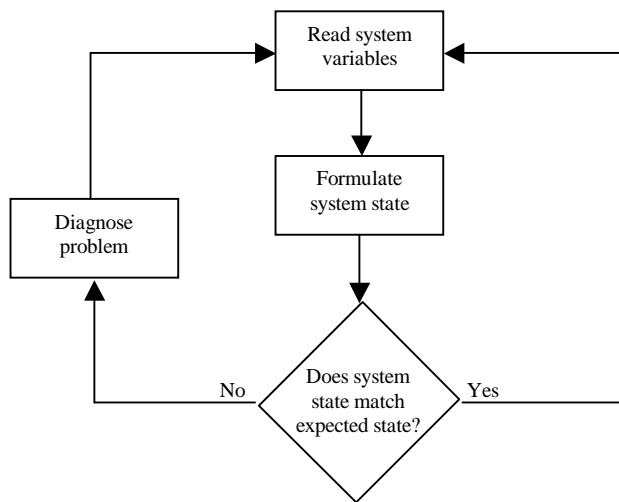 Read system
variables
Formulate
system state
Diagnose
problem
Does system
state match
expected state?
No
Yes